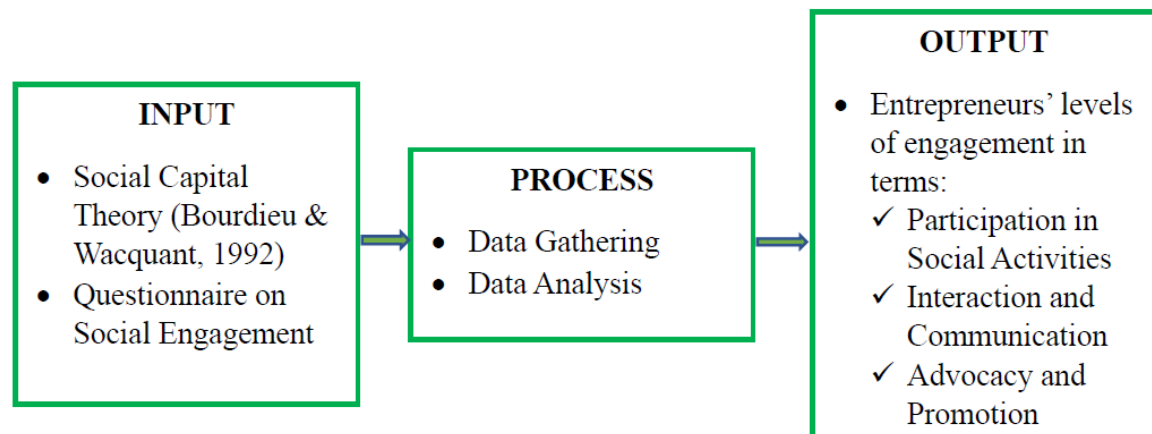 INPUT
• Social Capital
Theory (Bourdieu &
Wacquant, 1992)
• Questionnaire on
Social Engagement
PROCESS
• Data Gathering
• Data Analysis
OUTPUT
• Entrepreneurs’ levels
of engagement in
terms:
✓ Participation in
Social Activities
✓ Interaction and
Communication
✓ Advocacy and
Promotion